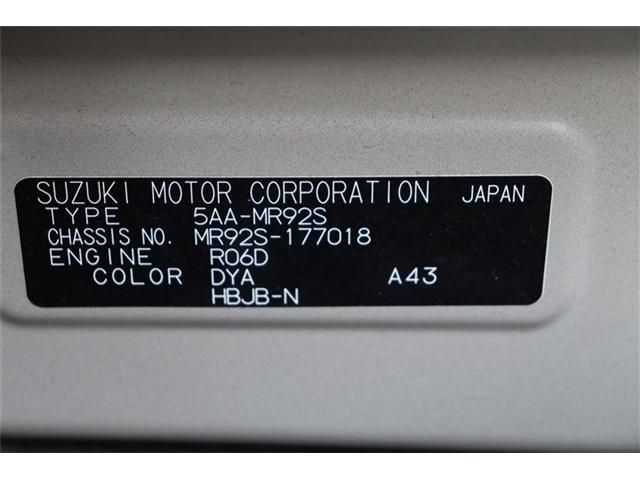 SUZUKI MOTOR CORPORATION JAPAN
TYPE 5AA-MR92S
CHASSIS NO. MR92S-177018
ENGINE R06D
COLOR DYA A43
HBJB-N